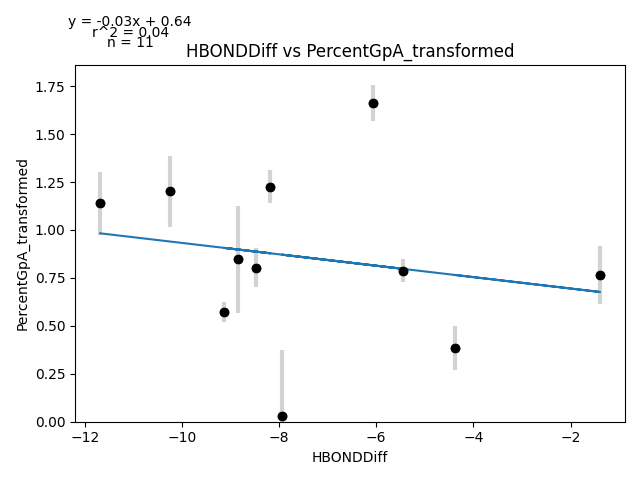 y = -0.03x + 0.64
r^2 = 0.04
n = 11
HBONDDiff vs PercentGpA_transformed
PercentGpA_transformed
1.75
1.50
1.25
1.00
0.75
0.50
0.25
0.00
−12
−10
−8
−6
−4
−2
HBONDDiff